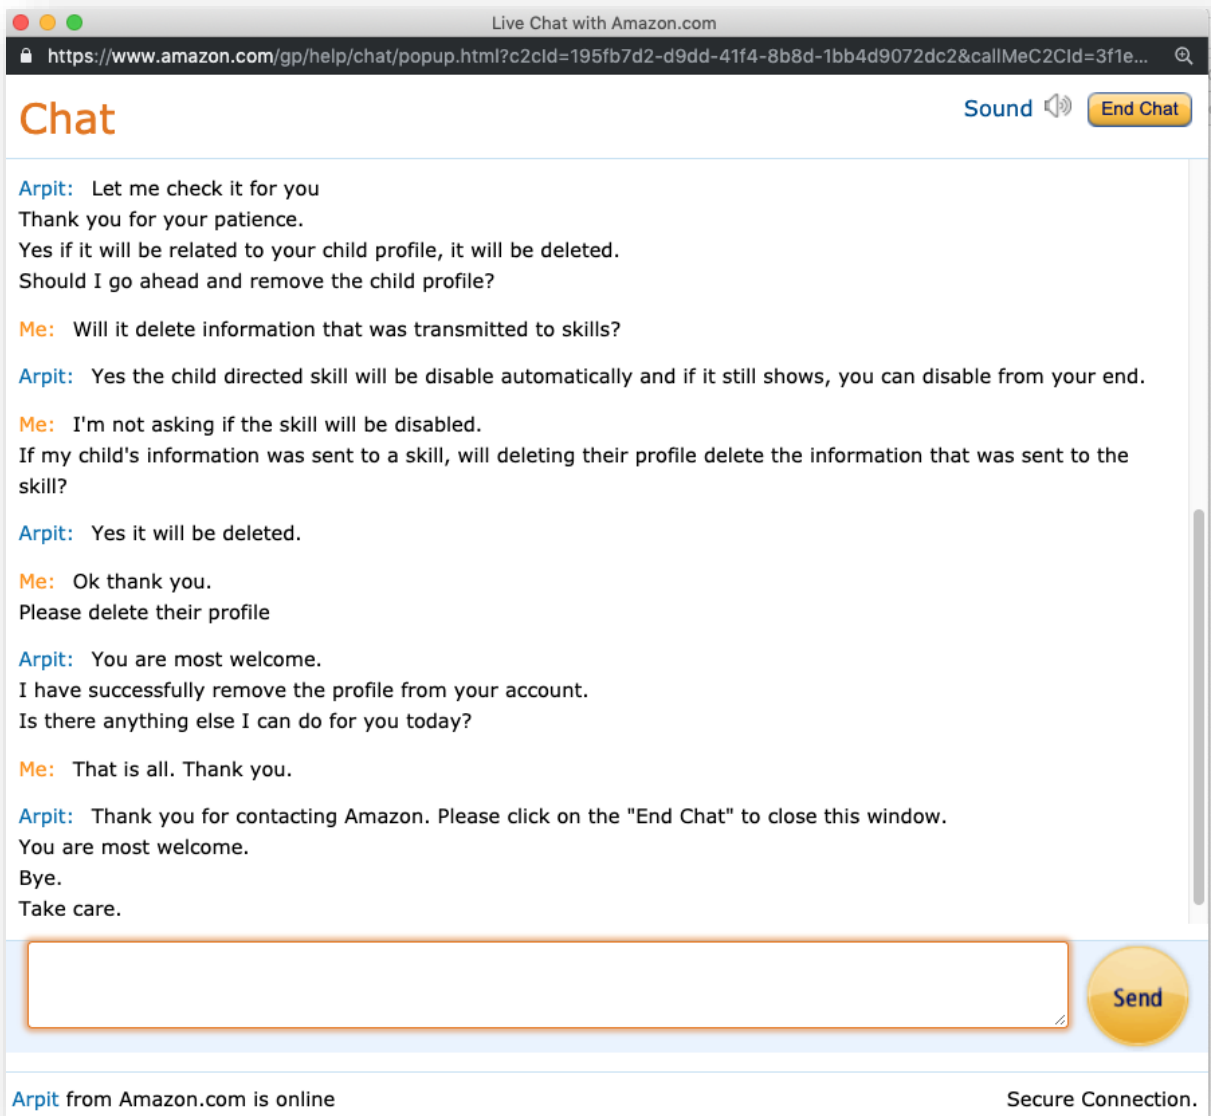 Live Chat with Amazon.com
https://www.amazon.com/gp/help/chat/popup.html?c2cId=195fb7d2-d9dd-41f4-8b8d-1bb4d9072dc2&callMeC2CId=3f1e...
Chat
Sound
End Chat
Arpit: Let me check it for you
Thank you for your patience.
Yes if it will be related to your child profile, it will be deleted.
Should I go ahead and remove the child profile?
Me: Will it delete information that was transmitted to skills?
Arpit: Yes the child directed skill will be disable automatically and if it still shows, you can disable from your end.
Me: I'm not asking if the skill will be disabled.
If my child's information was sent to a skill, will deleting their profile delete the information that was sent to the
skill?
Arpit: Yes it will be deleted.
Me: Ok thank you.
Please delete their profile
Arpit: You are most welcome.
I have successfully remove the profile from your account.
Is there anything else I can do for you today?
Me: That is all. Thank you.
Arpit: Thank you for contacting Amazon. Please click on the "End Chat" to close this window.
You are most welcome.
Bye.
Take care.
Send
Arpit from Amazon.com is online
Secure Connection.